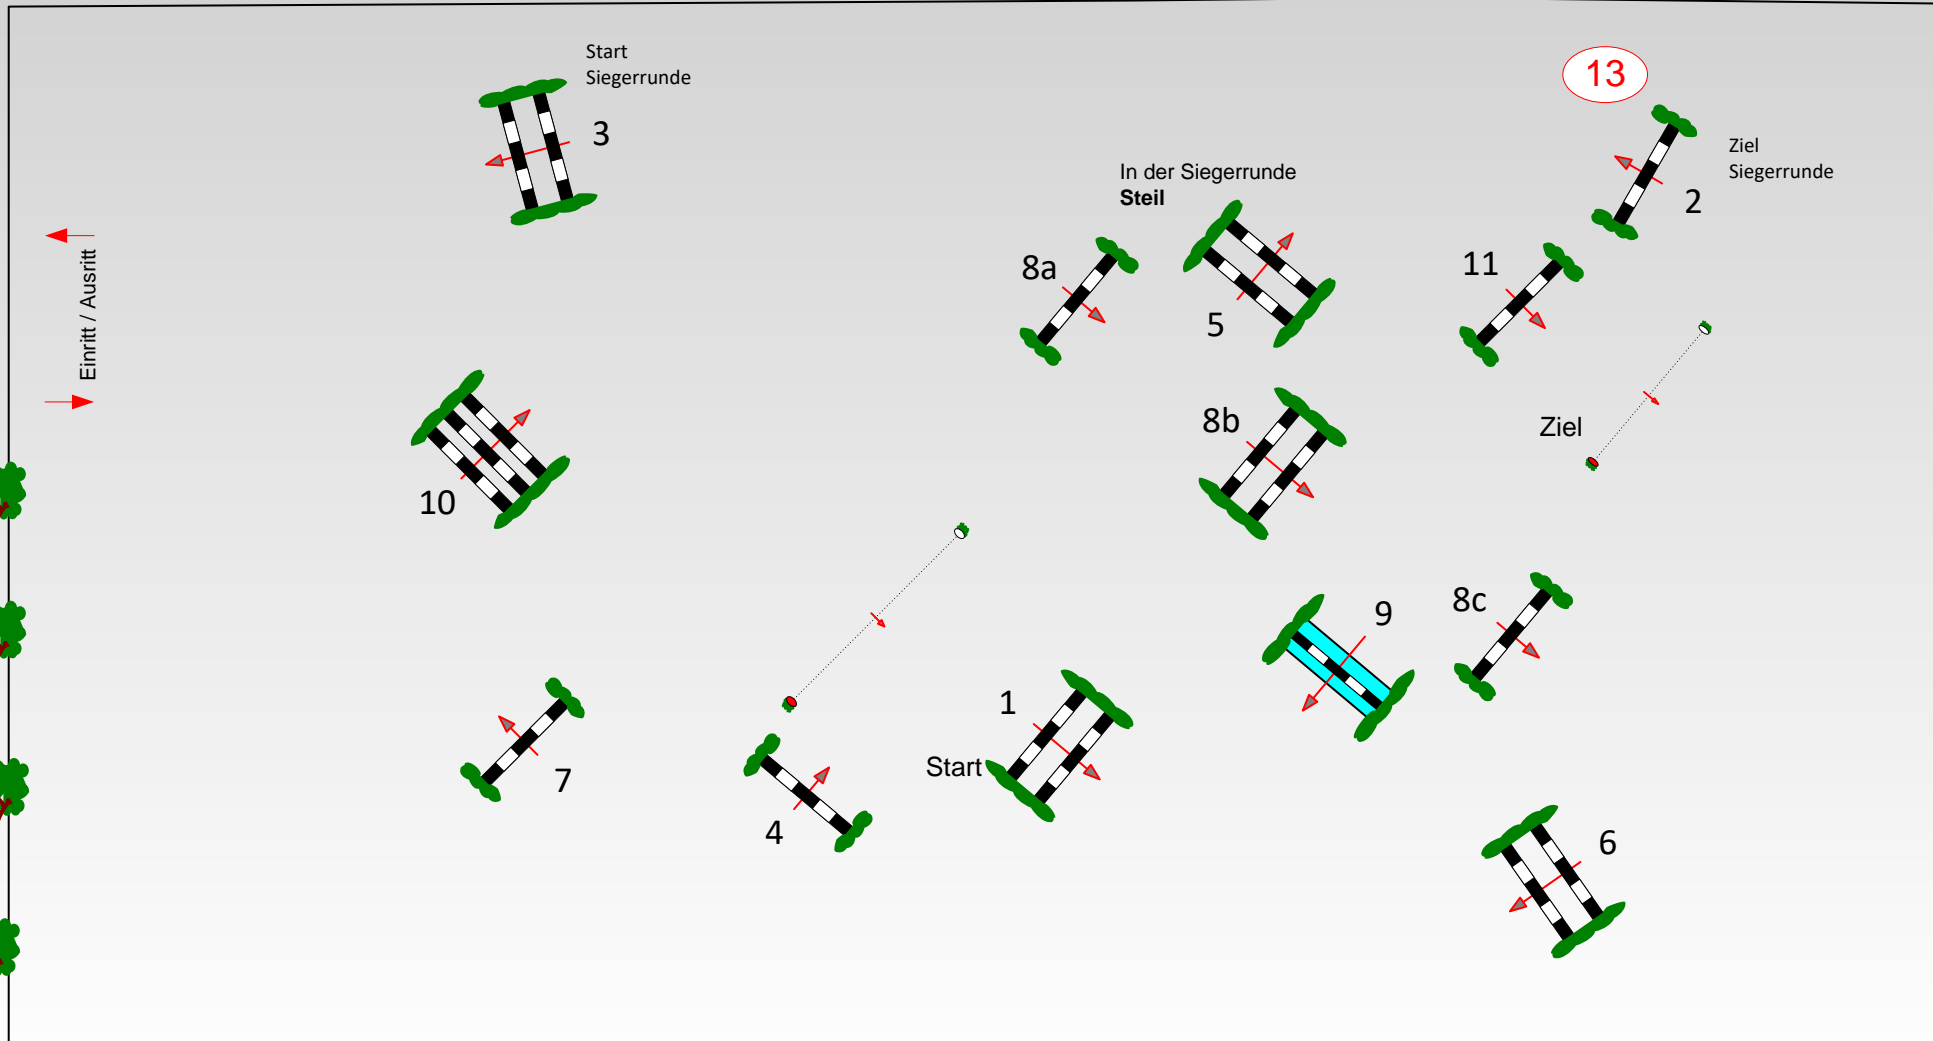 Start
Siegerrunde
3
13
Ziel
Siegerrunde
2
In der Siegerrunde
Steil
8a
5
11
Einritt / Ausritt
8b
Ziel
10
8c
9
1
Start
7
4
6